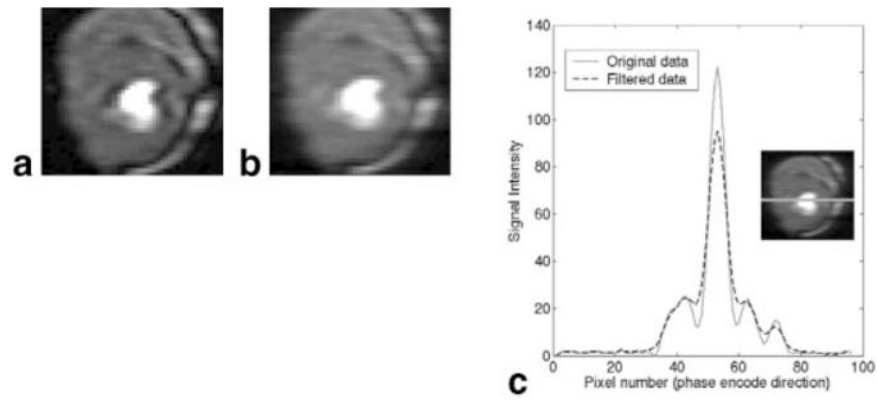 a
b
c
140
120
100
80
60
40
20
0
Signal Intensity
Original data
Filtered data
0 20 40 60 80 100
Pixel number (phase encode direction)